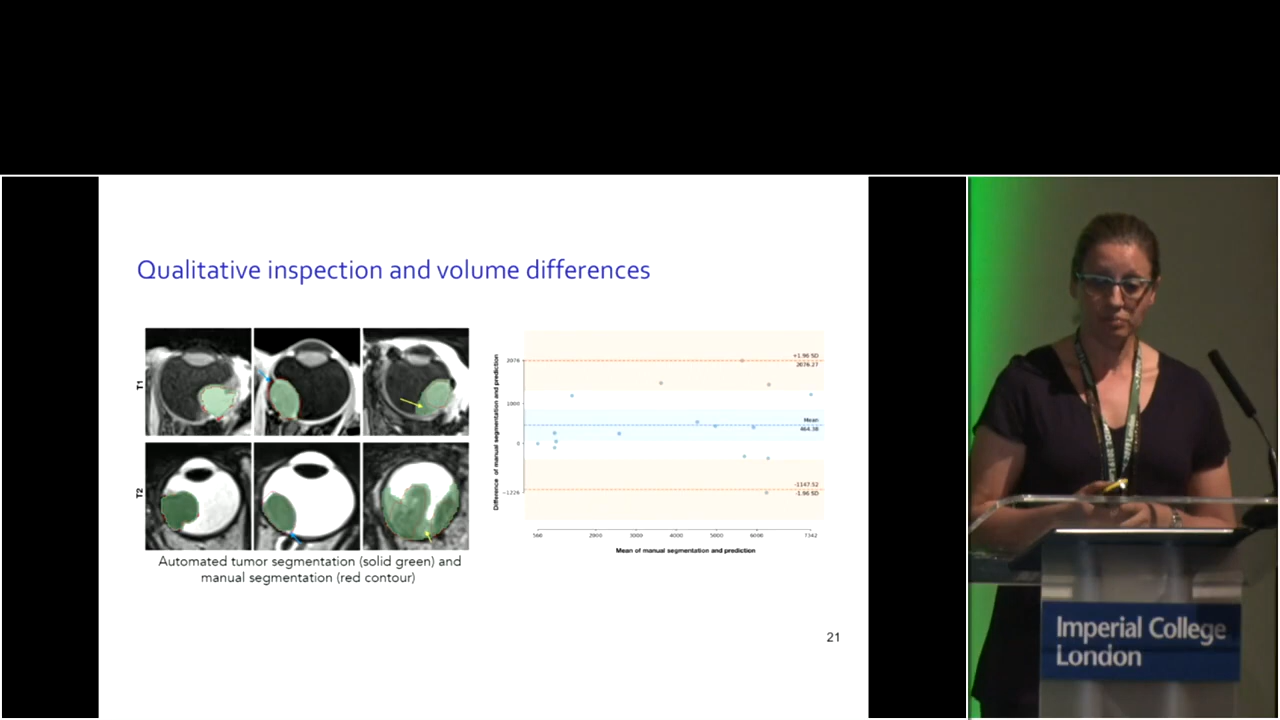 Qualitative inspection and volume differences
T1
T2
Automated tumor segmentation (solid green) and
manual segmentation (red contour)
Difference of manual segmentation and prediction
2076
1000
0
+1.96 SD
2076.27
Mean
464.38
-1147.52
-1.96 SD
2000
3000
4000
5000
6000
7342
Mean of manual segmentation and prediction
21
Imperial College
London